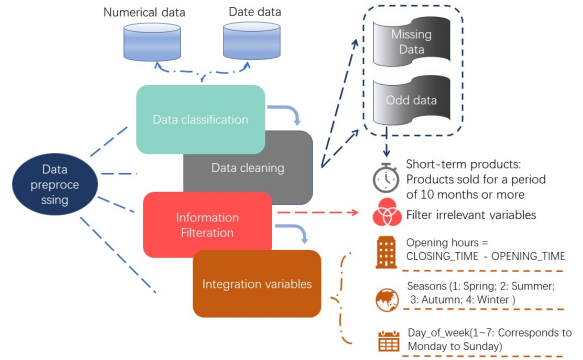 Numerical data
Date data
Missing
Data
Odd data
Data classification
Data cleaning
Data
preproce
ssing
Information
Filteration
Integration variables
Short-term products:
Products sold for a period
of 10 months or more
Filter irrelevant variables
Opening hours =
CLOSING_TIME - OPENING_TIME
Seasons (1: Spring; 2: Summer;
3: Autumn; 4: Winter )
Day_of_week(1~7: Corresponds to
Monday to Sunday)